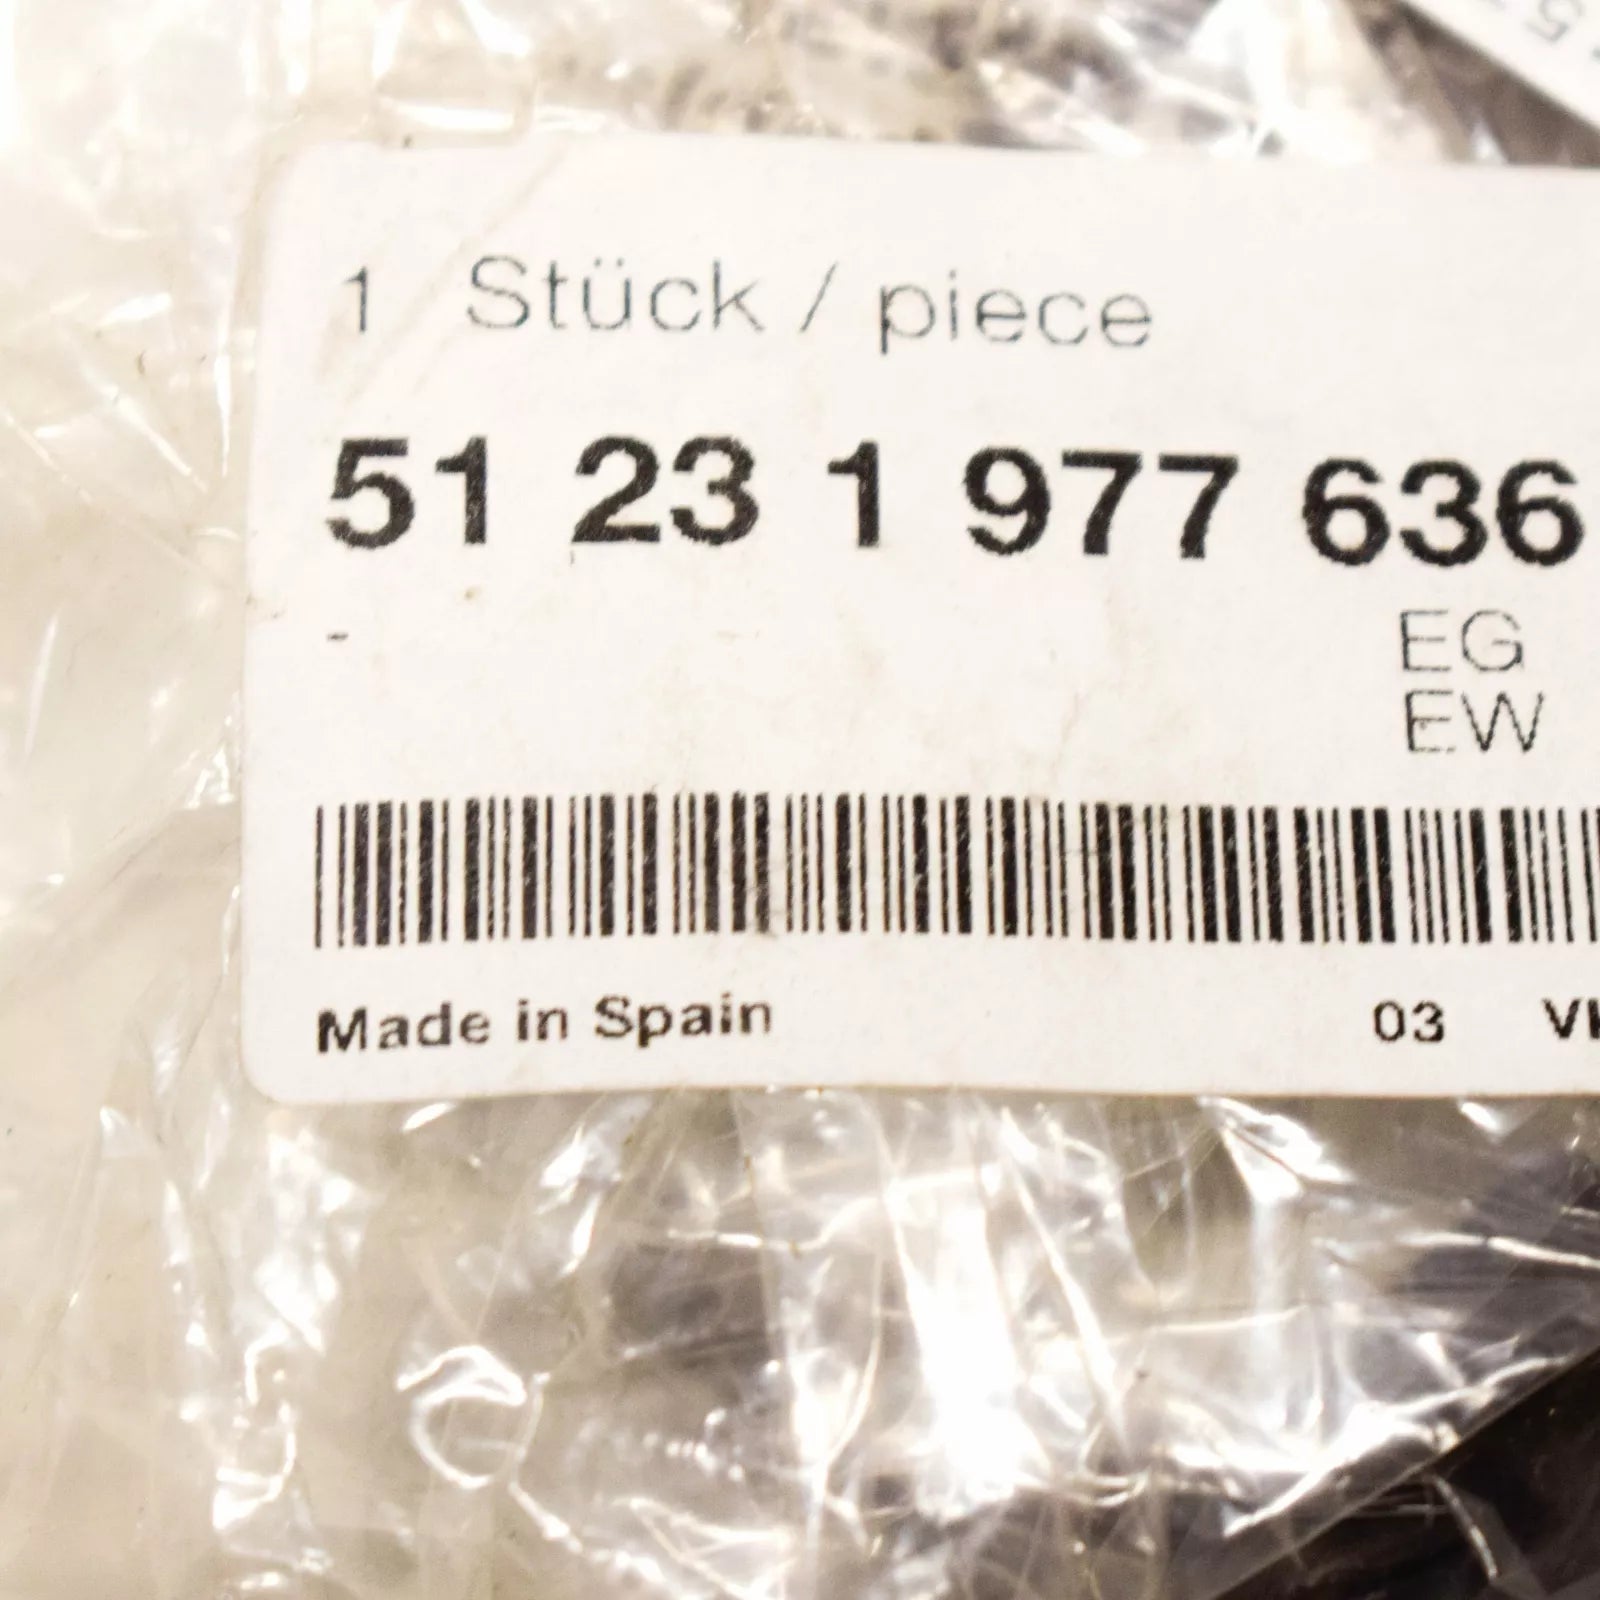 1 Stück / piece
51 23 1 977 636
-
EG
EW
Made in Spain 03